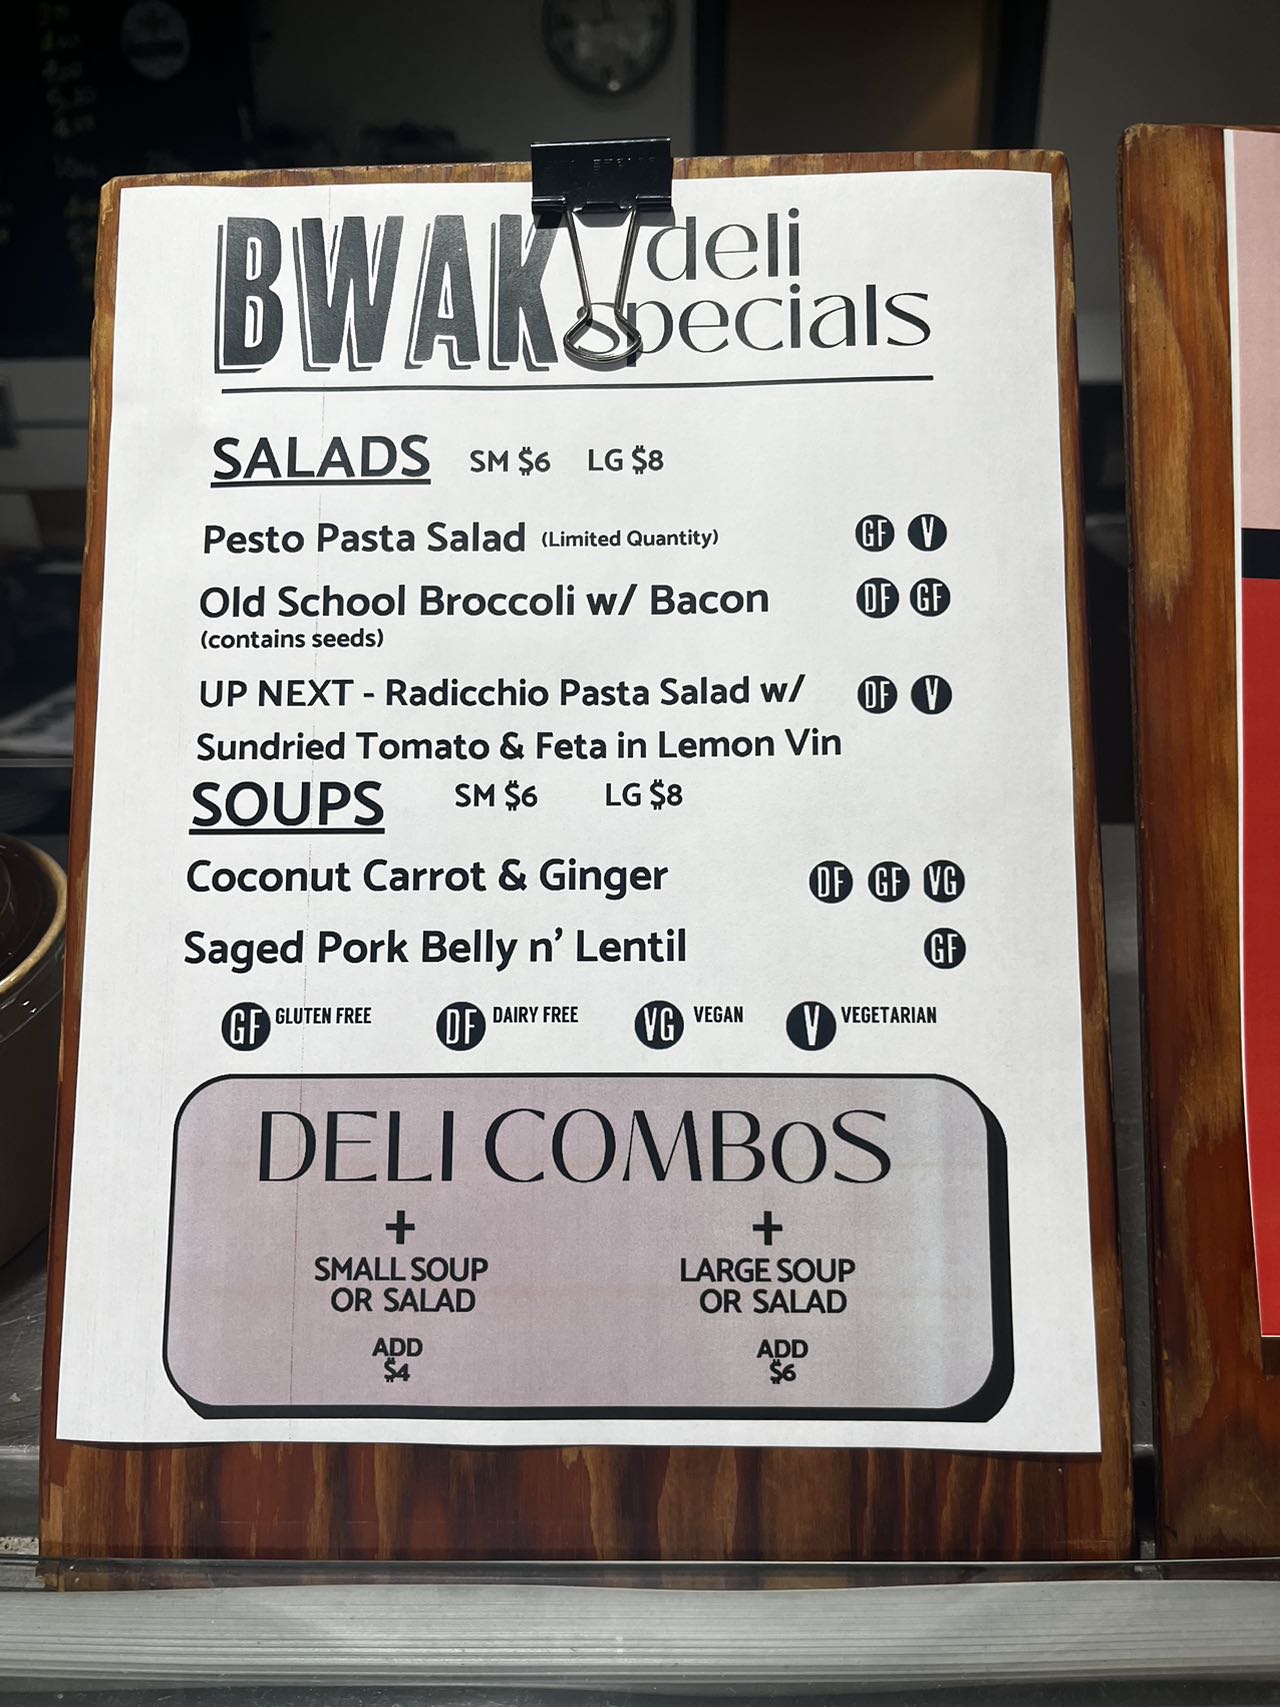 BWAK deli
specials
SALADS SM $6 LG $8
Pesto Pasta Salad (Limited Quantity) GF V
Old School Broccoli w/ Bacon DF GF
(contains seeds)
UP NEXT - Radicchio Pasta Salad w/ DF V
Sundried Tomato & Feta in Lemon Vin
SOUPS SM $6 LG $8
Coconut Carrot & Ginger DF GF VG
Saged Pork Belly n' Lentil GF
GF GLUTEN FREE DF DAIRY FREE VG VEGAN V VEGETARIAN
DELI COMBoS
+ +
SMALL SOUP LARGE SOUP
OR SALAD OR SALAD
ADD ADD
$4 $6